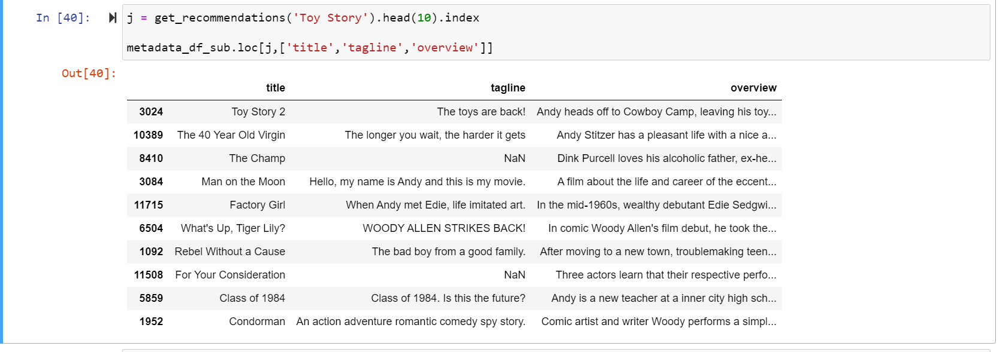 In [40]: j = get_recommendations('Toy Story').head(10).index
metadata_df_sub.loc[j,['title','tagline','overview']]
Out[40]:
title tagline overview
3024 Toy Story 2 The toys are back! Andy heads off to Cowboy Camp, leaving his toy...
10389 The 40 Year Old Virgin The longer you wait, the harder it gets Andy Stitzer has a pleasant life with a nice a...
8410 The Champ NaN Dink Purcell loves his alcoholic father, ex-he...
3084 Man on the Moon Hello, my name is Andy and this is my movie. A film about the life and career of the eccent...
11715 Factory Girl When Andy met Edie, life imitated art. In the mid-1960s, wealthy debutant Edie Sedgwi...
6504 What's Up, Tiger Lily? WOODY ALLEN STRIKES BACK! In comic Woody Allen's film debut, he took the...
1092 Rebel Without a Cause The bad boy from a good family. After moving to a new town, troublemaking teen...
11508 For Your Consideration NaN Three actors learn that their respective perfo...
5859 Class of 1984 Class of 1984. Is this the future? Andy is a new teacher at a inner city high sch...
1952 Condorman An action adventure romantic comedy spy story. Comic artist and writer Woody performs a simpl...